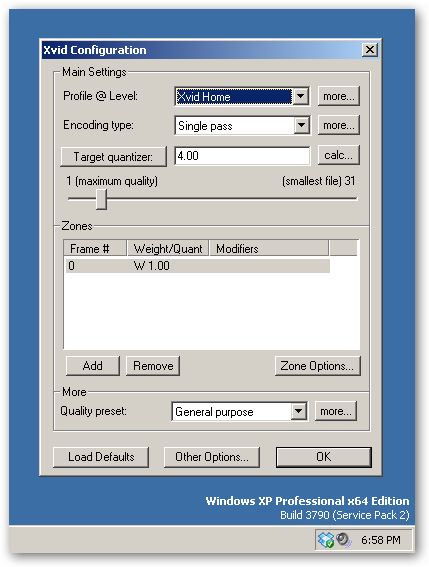 Xvid Configuration
Main Settings
Profile @ Level: Xvid Home more...
Encoding type: Single pass more...
Target quantizer: 4.00 calc...
1 (maximum quality) (smallest file) 31
Zones
Frame # Weight/Quant Modifiers
0 W 1.00
Add Remove Zone Options...
More
Quality preset: General purpose more...
Load Defaults Other Options... OK
Windows XP Professional x64 Edition
Build 3790 (Service Pack 2)
6:58 PM